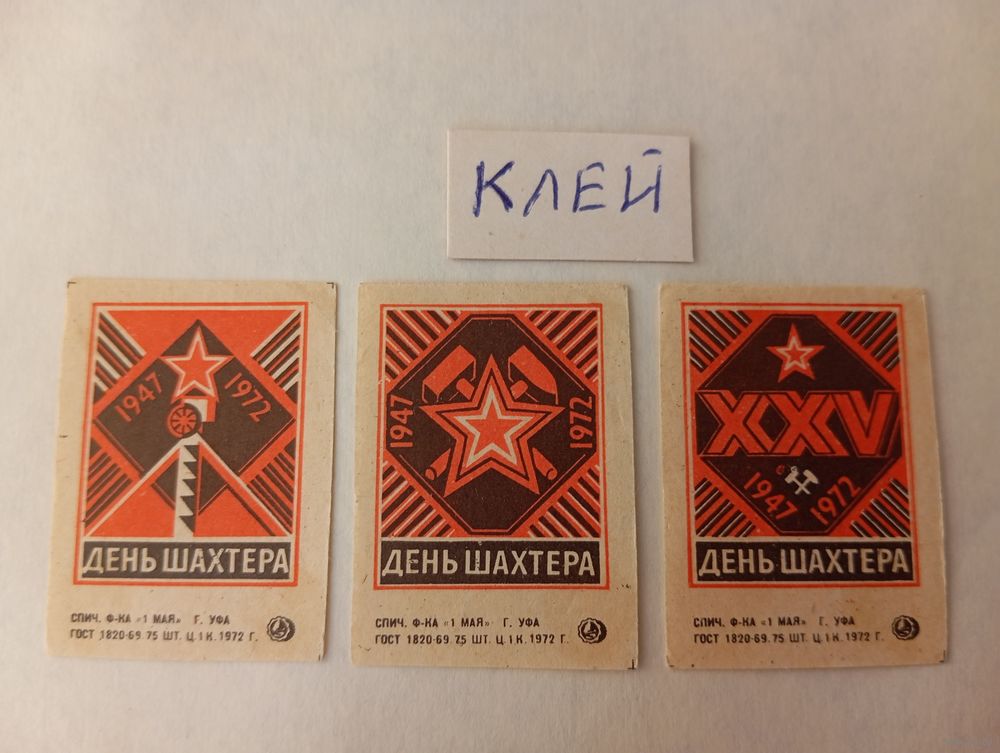 КЛЕЙ
1947 1972
ДЕНЬ ШАХТЕРА
СПИЧ. Ф-КА «1 МАЯ» Г. УФА
ГОСТ 1820-69. 75 ШТ. Ц. 1 К. 1972 Г.
1947 1972
ДЕНЬ ШАХТЕРА
СПИЧ. Ф-КА «1 МАЯ» Г. УФА
ГОСТ 1820-69. 75 ШТ. Ц. 1 К. 1972 Г.
XXV
1947 1972
ДЕНЬ ШАХТЕРА
СПИЧ. Ф-КА «1 МАЯ» Г. УФА
ГОСТ 1820-69. 75 ШТ. Ц. 1 К. 1972 Г.